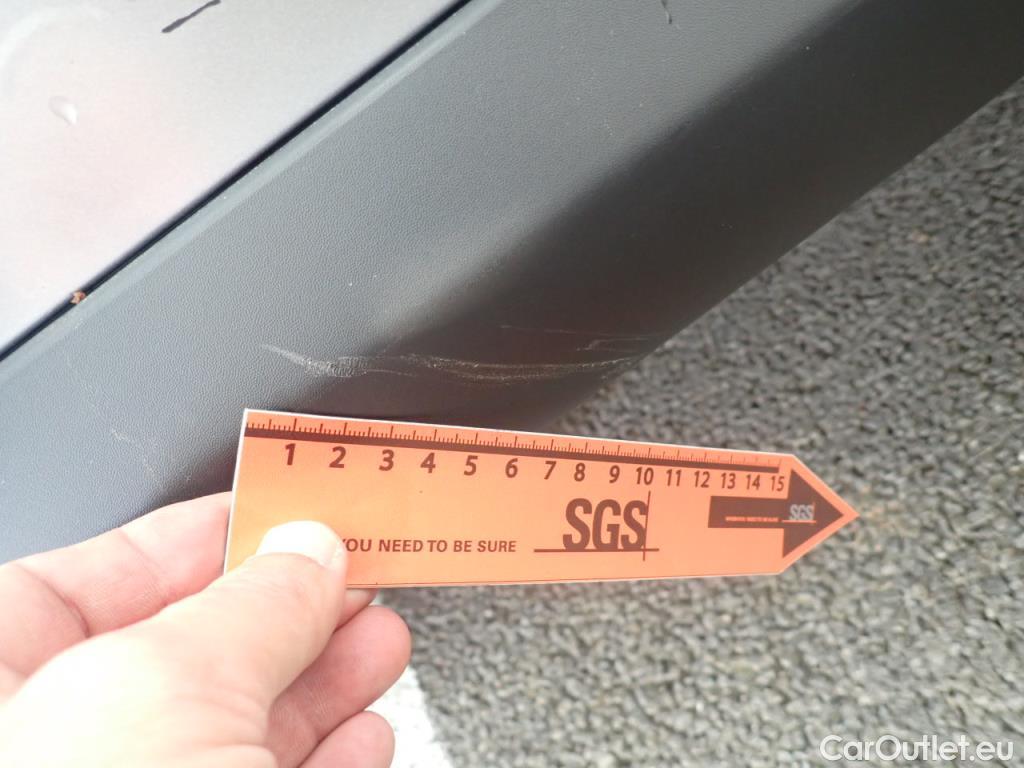 1 2 3 4 5 6 7 8 9 10 11 12 13 14 15
SGS
SGS
YOU NEED TO BE SURE
CarOutlet.eu